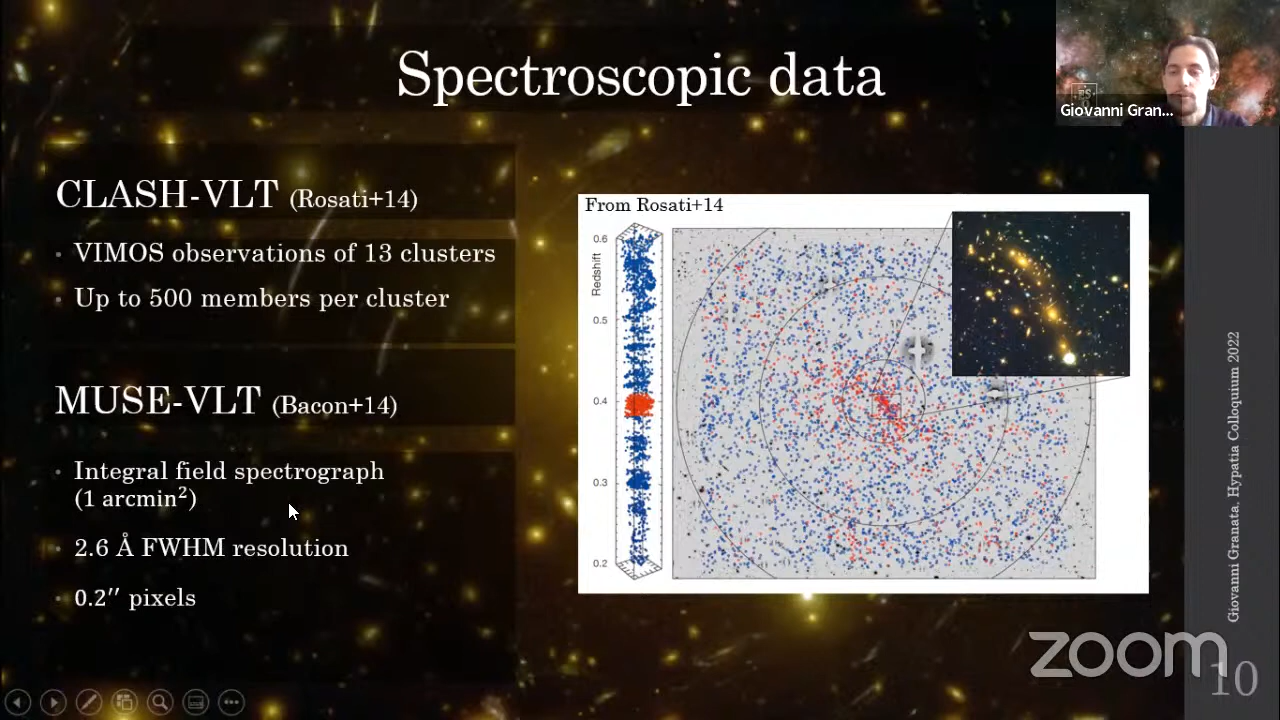 Spectroscopic data
Giovanni Gran...
CLASH-VLT (Rosati+14)
· VIMOS observations of 13 clusters
· Up to 500 members per cluster
MUSE-VLT (Bacon+14)
· Integral field spectrograph
(1 arcmin²)
· 2.6 Å FWHM resolution
· 0.2′′ pixels
From Rosati+14
Redshift
0.6
0.5
0.4
0.3
0.2
Giovanni Granata, Hypatia Colloquium 2022
zoom
10